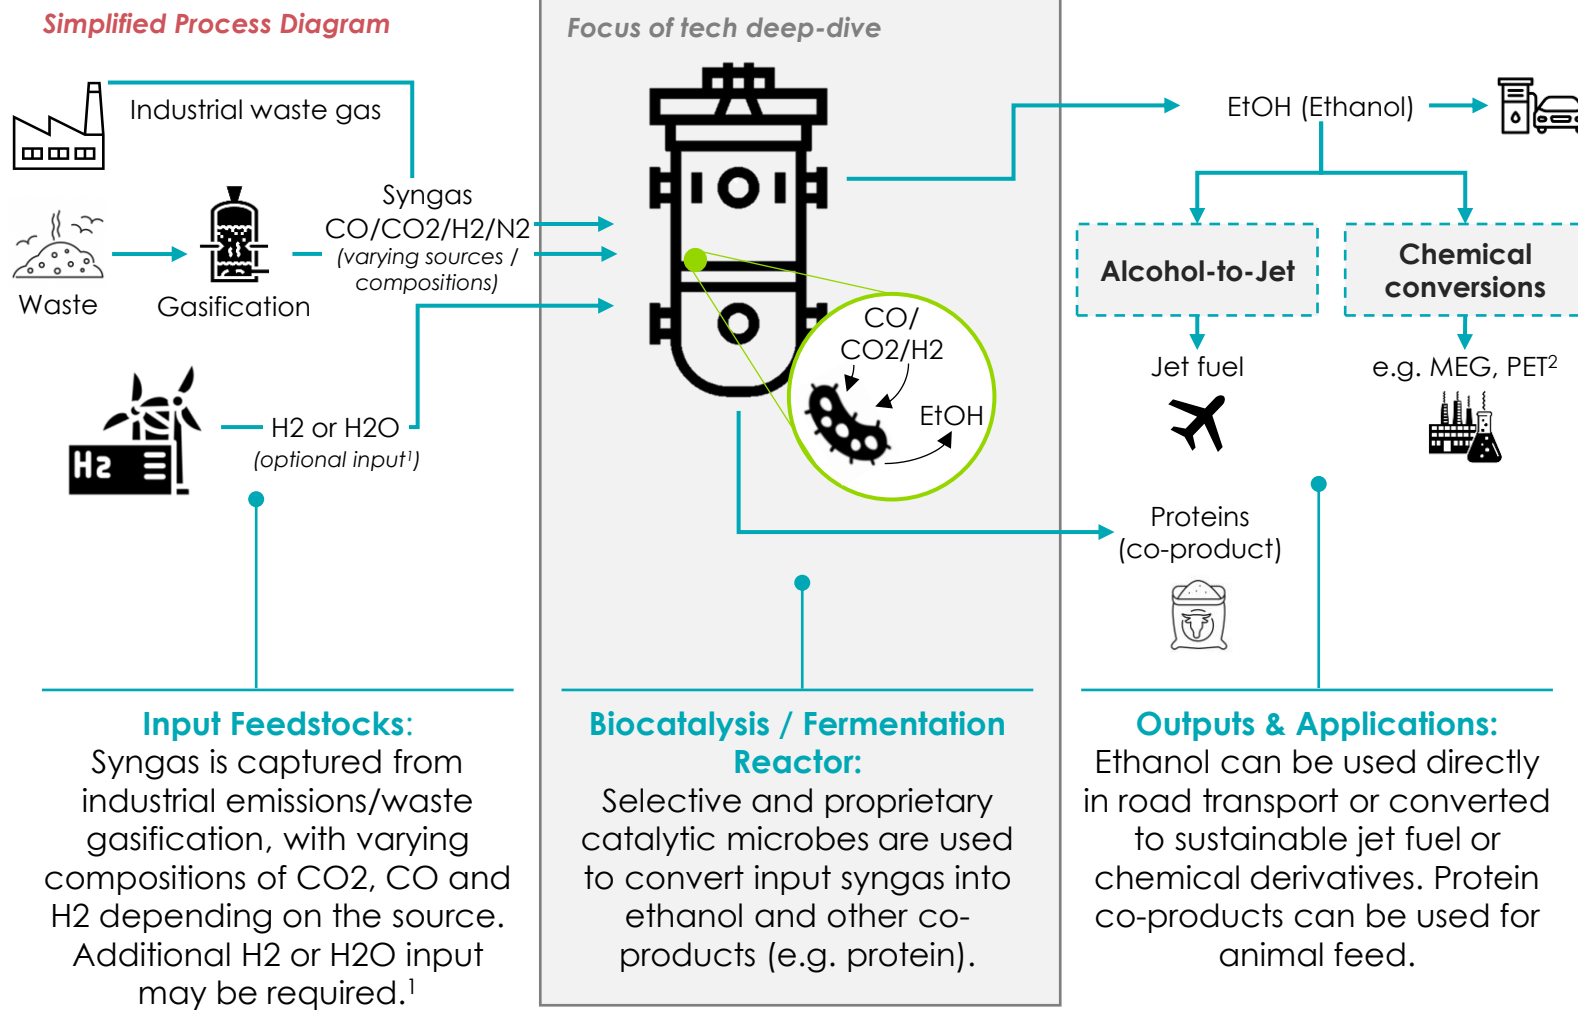 Simplified Process Diagram
Industrial waste gas
Waste
Gasification
Syngas
CO/CO2/H2/N2
(varying sources /
compositions)
H2
H2 or H2O
(optional input¹)
Input Feedstocks:
Syngas is captured from
industrial emissions/waste
gasification, with varying
compositions of CO2, CO and
H2 depending on the source.
Additional H2 or H2O input
may be required.¹
Focus of tech deep-dive
CO/
CO2/H2
EtOH
Biocatalysis / Fermentation
Reactor:
Selective and proprietary
catalytic microbes are used
to convert input syngas into
ethanol and other co-
products (e.g. protein).
EtOH (Ethanol)
Alcohol-to-Jet
Chemical
conversions
Jet fuel
e.g. MEG, PET²
Proteins
(co-product)
Outputs & Applications:
Ethanol can be used directly
in road transport or converted
to sustainable jet fuel or
chemical derivatives. Protein
co-products can be used for
animal feed.